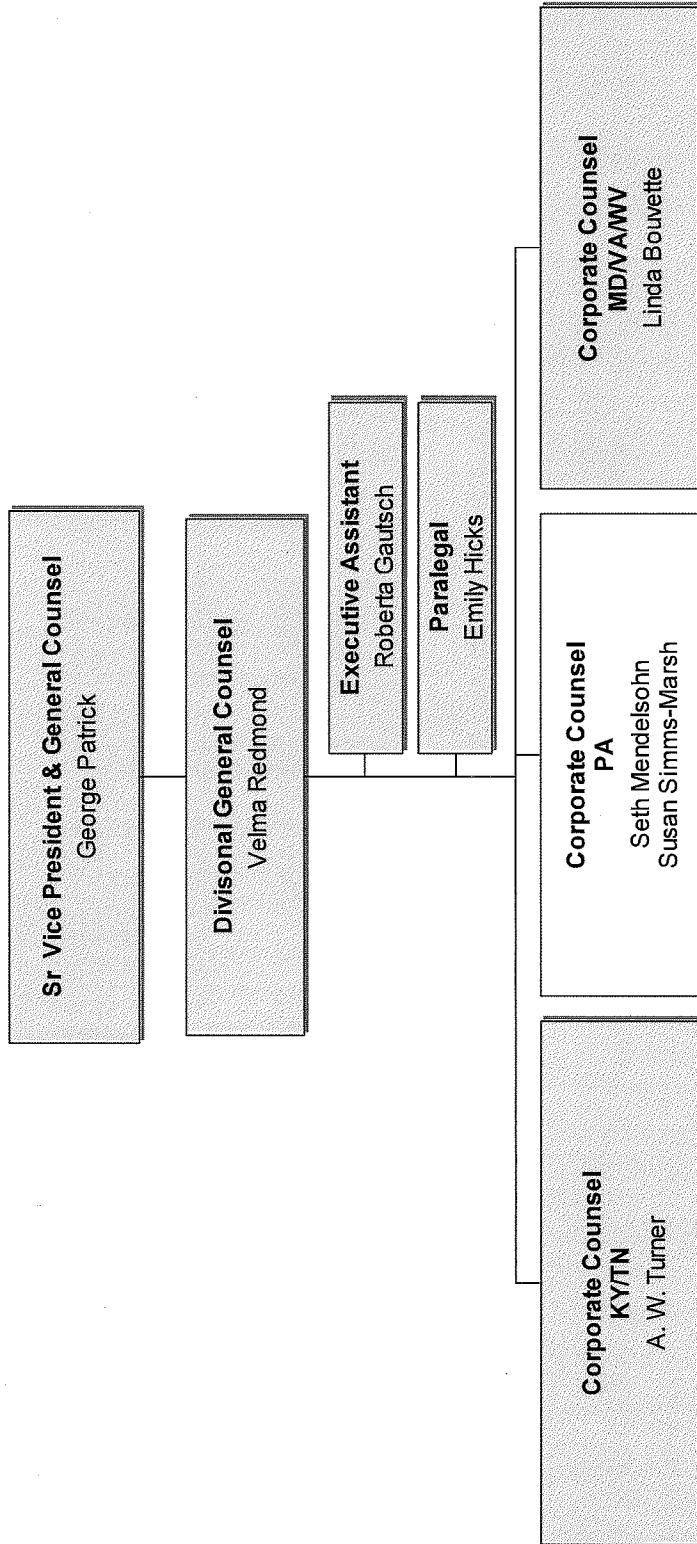 Sr Vice President & General Counsel
George Patrick
Divisonal General Counsel
Velma Redmond
Executive Assistant
Roberta Gautsch
Paralegal
Emily Hicks
Corporate Counsel
KY/TN
A. W. Turner
Corporate Counsel
PA
Seth Mendelsohn
Susan Simms-Marsh
Corporate Counsel
MD/VA/WV
Linda Bouvette